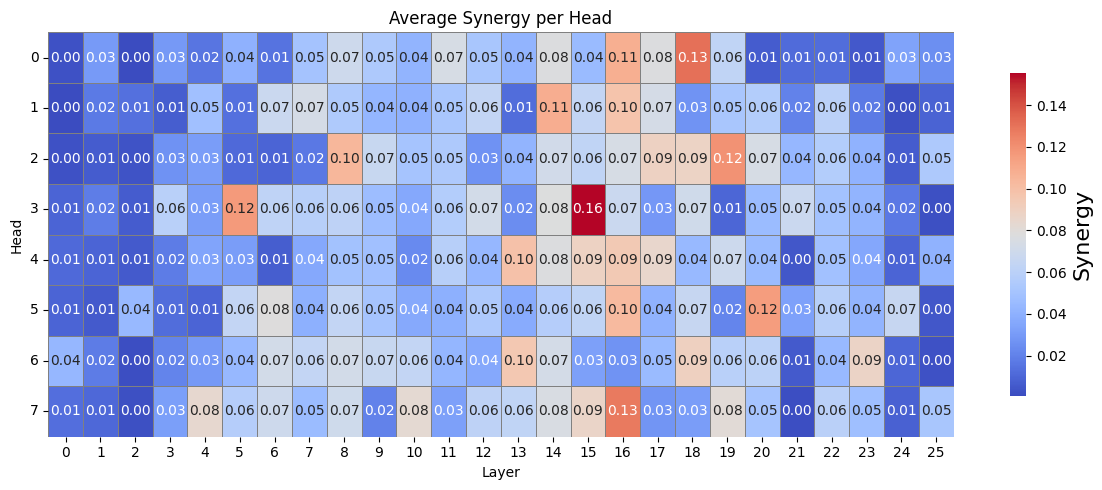 Average Synergy per Head
0 0.00 0.03 0.00 0.03 0.02 0.04 0.01 0.05 0.07 0.05 0.04 0.07 0.05 0.04 0.08 0.04 0.11 0.08 0.13 0.06 0.01 0.01 0.01 0.01 0.03 0.03
1 0.00 0.02 0.01 0.01 0.05 0.01 0.07 0.07 0.05 0.04 0.04 0.05 0.06 0.01 0.11 0.06 0.10 0.07 0.03 0.05 0.06 0.02 0.06 0.02 0.00 0.01
2 0.00 0.01 0.00 0.03 0.03 0.01 0.01 0.02 0.10 0.07 0.05 0.05 0.03 0.04 0.07 0.06 0.07 0.09 0.09 0.12 0.07 0.04 0.06 0.04 0.01 0.05
3 0.01 0.02 0.01 0.06 0.03 0.12 0.06 0.06 0.06 0.05 0.04 0.06 0.07 0.02 0.08 0.16 0.07 0.03 0.07 0.01 0.05 0.07 0.05 0.04 0.02 0.00
4 0.01 0.01 0.01 0.02 0.03 0.03 0.01 0.04 0.05 0.05 0.02 0.06 0.04 0.10 0.08 0.09 0.09 0.09 0.04 0.07 0.04 0.00 0.05 0.04 0.01 0.04
5 0.01 0.01 0.04 0.01 0.01 0.06 0.08 0.04 0.06 0.05 0.04 0.04 0.05 0.04 0.06 0.06 0.10 0.04 0.07 0.02 0.12 0.03 0.06 0.04 0.07 0.00
6 0.04 0.02 0.00 0.02 0.03 0.04 0.07 0.06 0.07 0.07 0.06 0.04 0.04 0.10 0.07 0.03 0.03 0.05 0.09 0.06 0.06 0.01 0.04 0.09 0.01 0.00
7 0.01 0.01 0.00 0.03 0.08 0.06 0.07 0.05 0.07 0.02 0.08 0.03 0.06 0.06 0.08 0.09 0.13 0.03 0.03 0.08 0.05 0.00 0.06 0.05 0.01 0.05
0 1 2 3 4 5 6 7 8 9 10 11 12 13 14 15 16 17 18 19 20 21 22 23 24 25
Layer
Head
0.14
0.12
0.10
0.08
0.06
0.04
0.02
Synergy